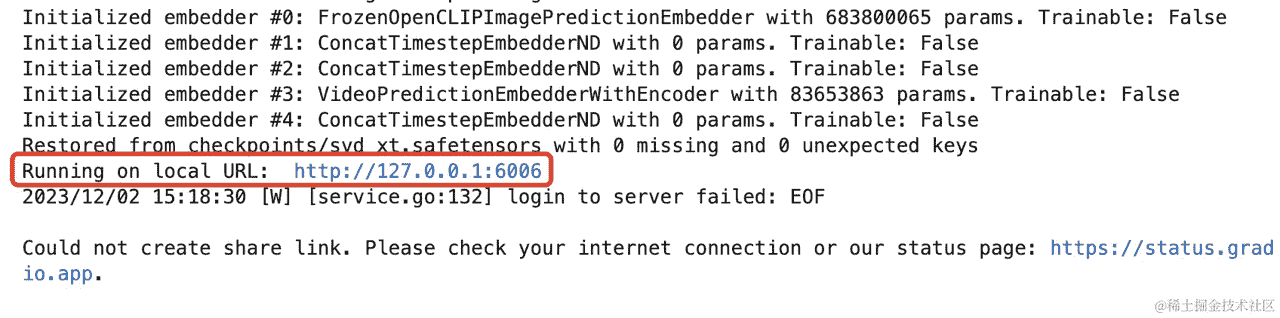 Initialized embedder #0: FrozenOpenCLIPImagePredictionEmbedder with 683800065 params. Trainable: False
Initialized embedder #1: ConcatTimestepEmbedderND with 0 params. Trainable: False
Initialized embedder #2: ConcatTimestepEmbedderND with 0 params. Trainable: False
Initialized embedder #3: VideoPredictionEmbedderWithEncoder with 83653863 params. Trainable: False
Initialized embedder #4: ConcatTimestepEmbedderND with 0 params. Trainable: False
Restored from checkpoints/svd_xt.safetensors with 0 missing and 0 unexpected keys
Running on local URL:  http://127.0.0.1:6006
2023/12/02 15:18:30 [W] [service.go:132] login to server failed: EOF
Could not create share link. Please check your internet connection or our status page: https://status.grad
io.app.
@稀土掘金技术社区